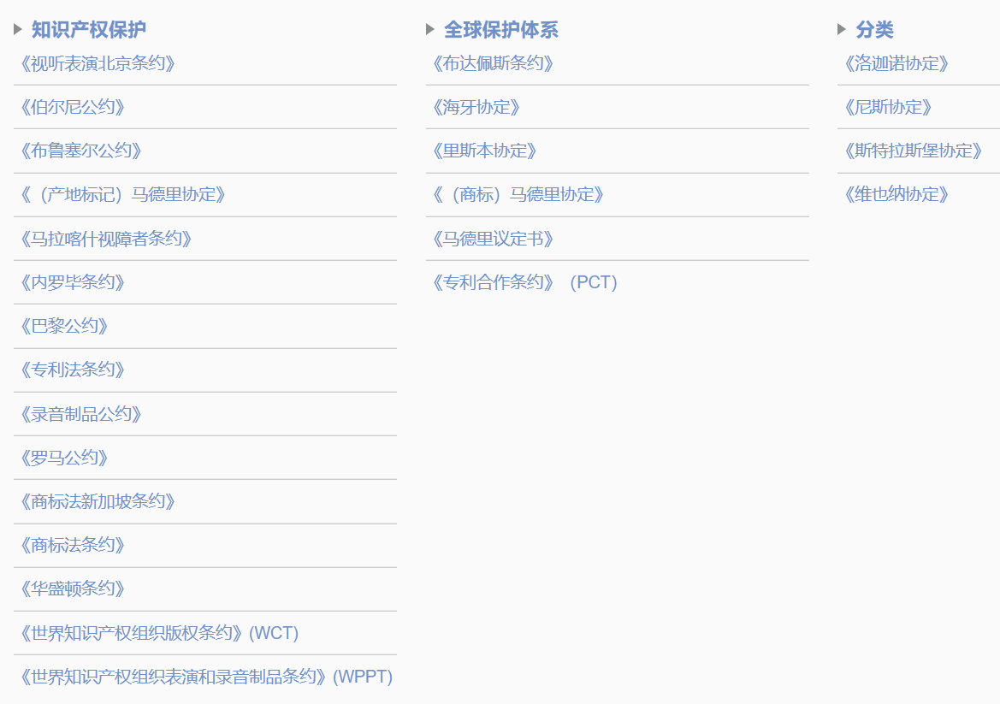 知识产权保护
《视听表演北京条约》
《伯尔尼公约》
《布鲁塞尔公约》
《（产地标记）马德里协定》
《马拉喀什视障者条约》
《内罗毕条约》
《巴黎公约》
《专利法条约》
《录音制品公约》
《罗马公约》
《商标法新加坡条约》
《商标法条约》
《华盛顿条约》
《世界知识产权组织版权条约》(WCT)
《世界知识产权组织表演和录音制品条约》(WPPT)
全球保护体系
《布达佩斯条约》
《海牙协定》
《里斯本协定》
《（商标）马德里协定》
《马德里议定书》
《专利合作条约》（PCT）
分类
《洛迦诺协定》
《尼斯协定》
《斯特拉斯堡协定》
《维也纳协定》